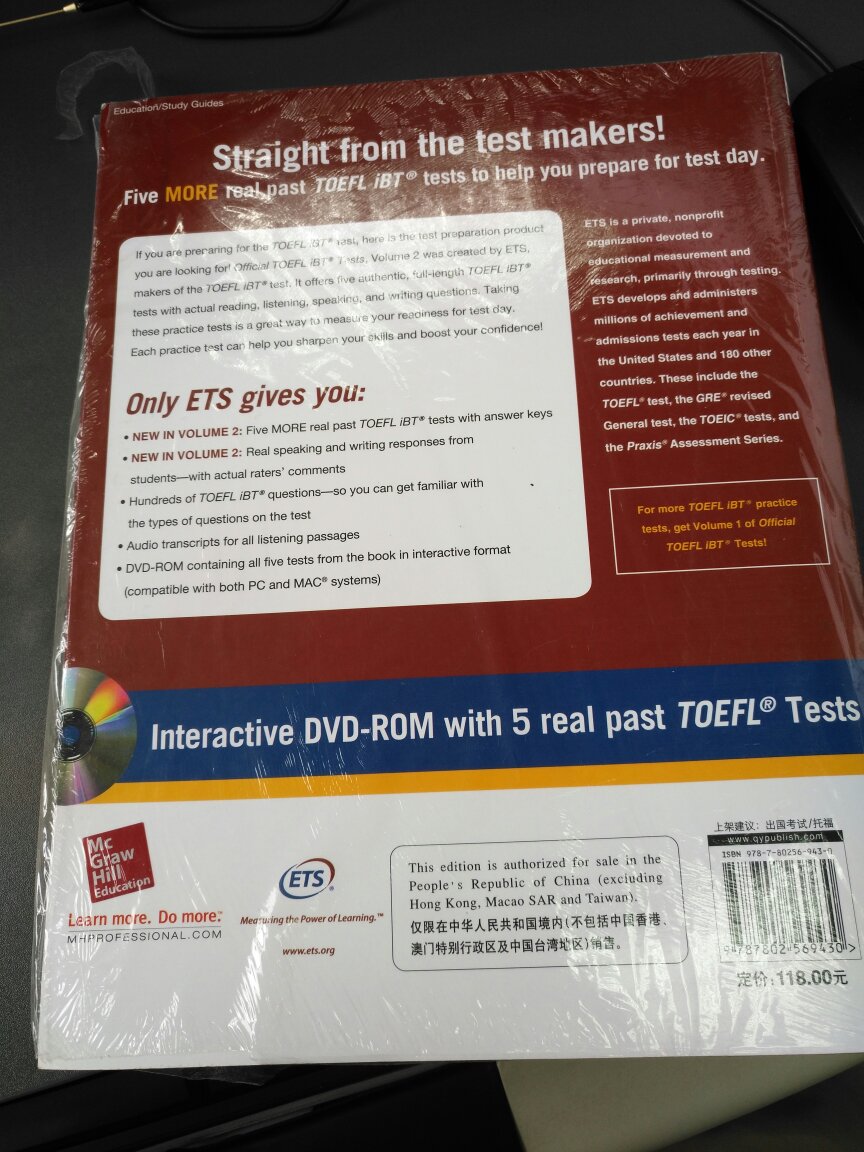 Education/Study Guides
Straight from the test makers!
Five MORE real past TOEFL iBT® tests to help you prepare for test day.
If you are preparing for the TOEFL iBT® test, here is the test preparation product
you are looking for! Official TOEFL iBT® Tests, Volume 2 was created by ETS,
makers of the TOEFL iBT® test. It offers five authentic, full-length TOEFL iBT®
tests with actual reading, listening, speaking, and writing questions. Taking
these practice tests is a great way to measure your readiness for test day.
Each practice test can help you sharpen your skills and boost your confidence!
Only ETS gives you:
• NEW IN VOLUME 2: Five MORE real past TOEFL iBT® tests with answer keys
• NEW IN VOLUME 2: Real speaking and writing responses from
students—with actual raters' comments
• Hundreds of TOEFL iBT® questions—so you can get familiar with
the types of questions on the test
• Audio transcripts for all listening passages
• DVD-ROM containing all five tests from the book in interactive format
(compatible with both PC and MAC® systems)
ETS is a private, nonprofit
organization devoted to
educational measurement and
research, primarily through testing.
ETS develops and administers
millions of achievement and
admissions tests each year in
the United States and 180 other
countries. These include the
TOEFL® test, the GRE® revised
General test, the TOEIC® tests, and
the Praxis® Assessment Series.
For more TOEFL iBT® practice
tests, get Volume 1 of Official
TOEFL iBT® Tests!
Interactive DVD-ROM with 5 real past TOEFL® Tests
Mc
Graw
Hill
Education
Learn more. Do more.™
MHPROFESSIONAL.COM
ETS®
Measuring the Power of Learning.™
www.ets.org
This edition is authorized for sale in the
People's Republic of China (excluding
Hong Kong, Macao SAR and Taiwan).
仅限在中华人民共和国境内(不包括中国香港、
澳门特别行政区及中国台湾地区)销售。
上架建议：出国考试/托福
www.qypublish.com
ISBN 978-7-80256-943-0
9 787802 569430 >
定价:118.00元